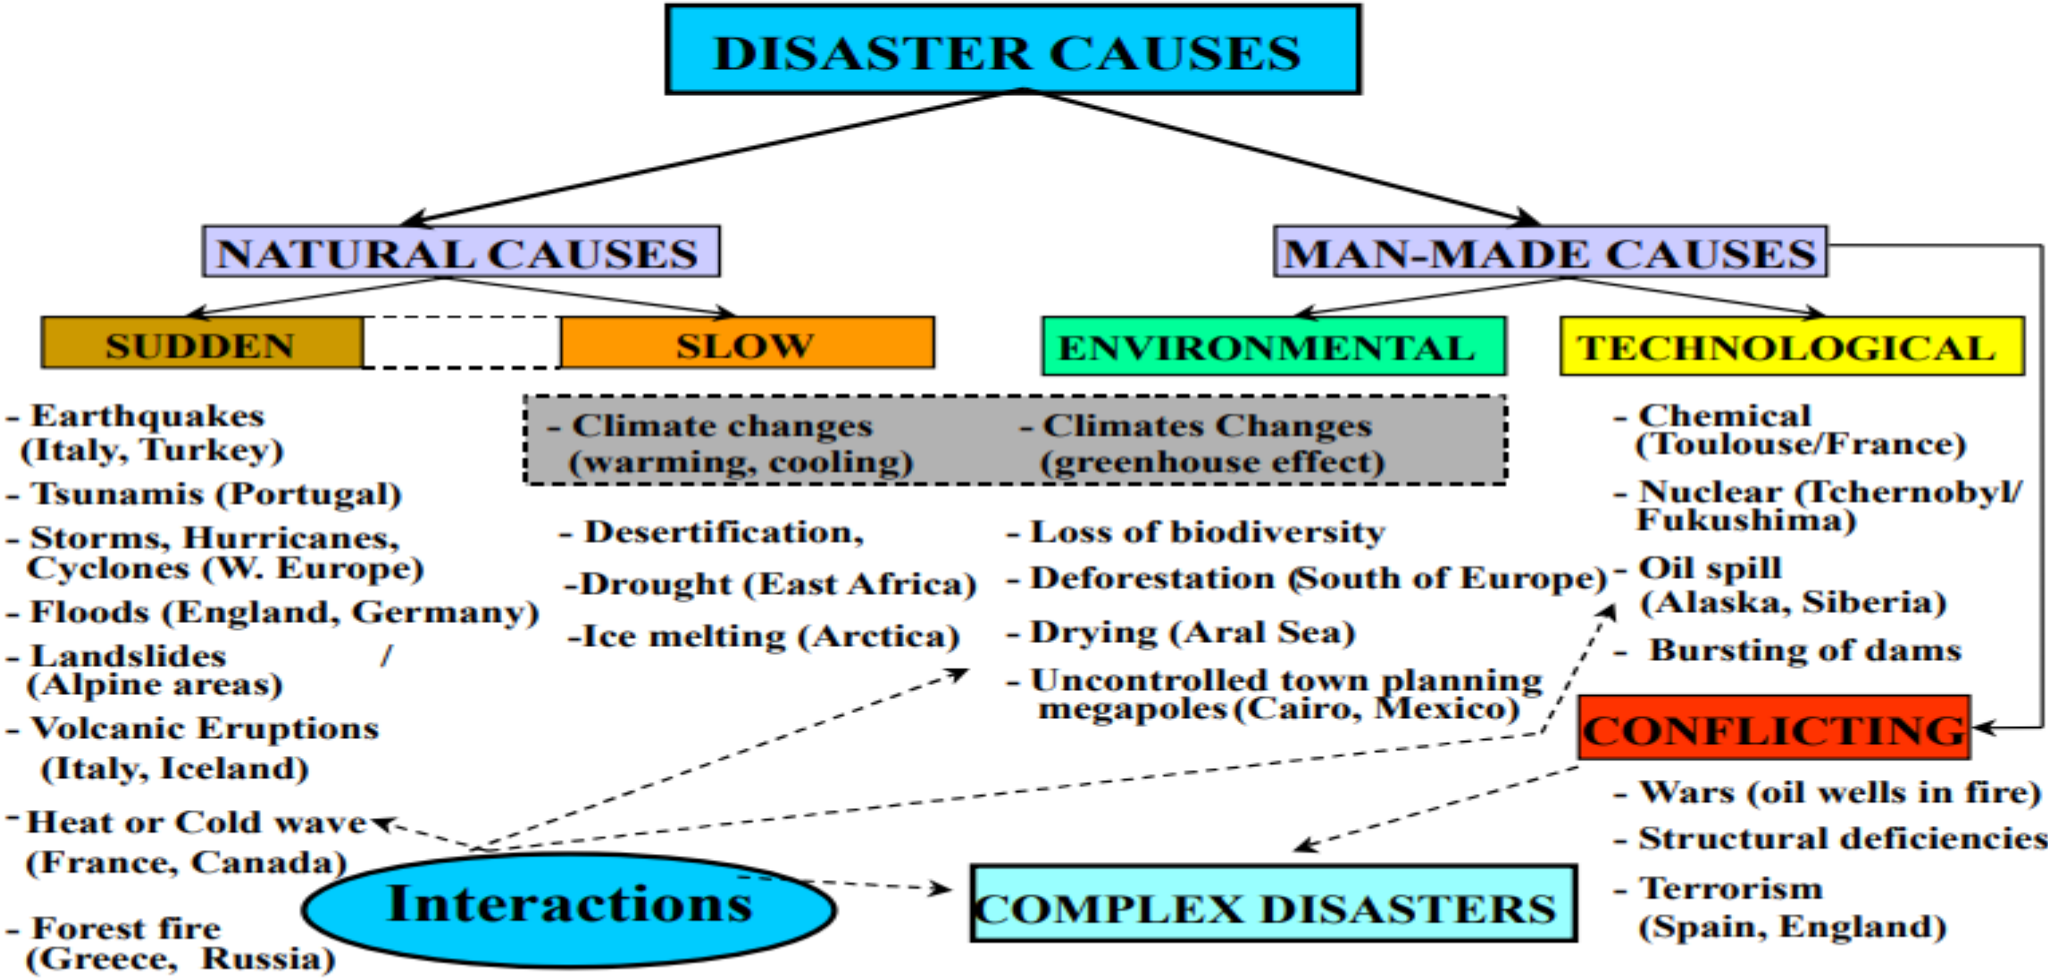 DISASTER CAUSES
NATURAL CAUSES
MAN-MADE CAUSES
SUDDEN
SLOW
ENVIRONMENTAL
TECHNOLOGICAL
- Earthquakes
(Italy, Turkey)
- Tsunamis (Portugal)
- Storms, Hurricanes,
Cyclones (W. Europe)
- Floods (England, Germany)
- Landslides /
(Alpine areas)
- Volcanic Eruptions
(Italy, Iceland)
- Heat or Cold wave
(France, Canada)
- Forest fire
(Greece, Russia)
- Climate changes
(warming, cooling)
- Desertification,
-Drought (East Africa)
-Ice melting (Arctica)
- Climates Changes
(greenhouse effect)
- Loss of biodiversity
- Deforestation (South of Europe)
- Drying (Aral Sea)
- Uncontrolled town planning
megapoles (Cairo, Mexico)
- Chemical
(Toulouse/France)
- Nuclear (Tchernobyl/
Fukushima)
- Oil spill
(Alaska, Siberia)
- Bursting of dams
CONFLICTING
- Wars (oil wells in fire)
- Structural deficiencies
- Terrorism
(Spain, England)
Interactions
COMPLEX DISASTERS